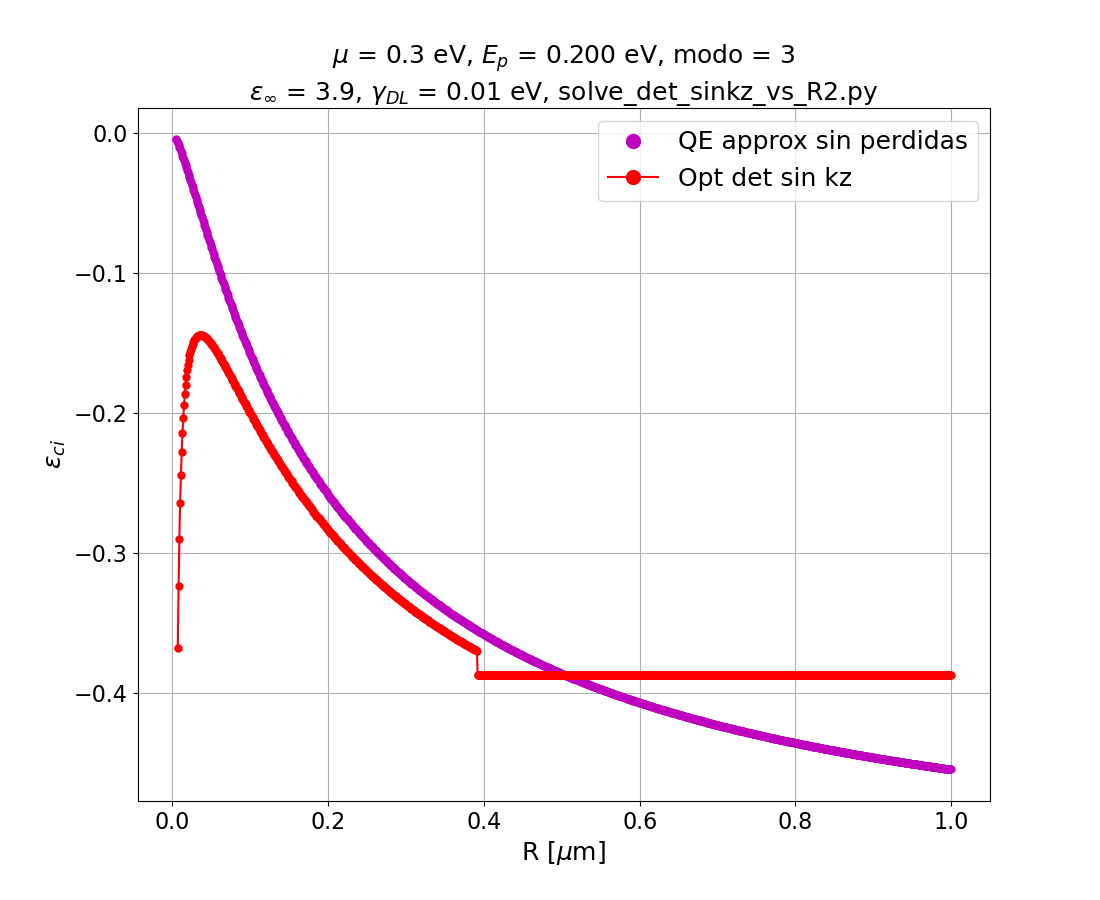 μ = 0.3 eV, E_p = 0.200 eV, modo = 3
ε_∞ = 3.9, γ_DL = 0.01 eV, solve_det_sinkz_vs_R2.py
QE approx sin perdidas
Opt det sin kz
0.0
−0.1
−0.2
−0.3
−0.4
ε_ci
0.0 0.2 0.4 0.6 0.8 1.0
R [μm]